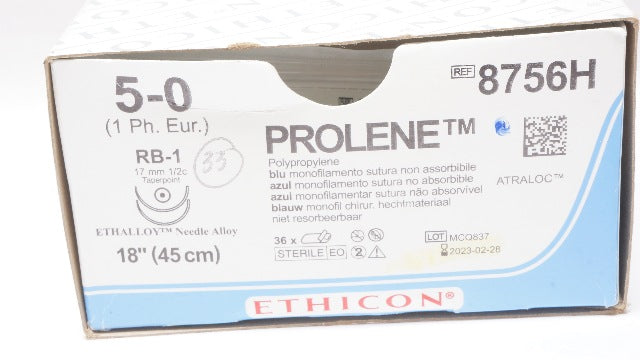 5-0
(1 Ph. Eur.)
RB-1
17 mm 1/2c
Taperpoint
33
ETHALLOY™ Needle Alloy
18" (45 cm)
REF 8756H
PROLENE™
Polypropylene
blu monofilamento sutura non assorbibile
azul monofilamento sutura no absorbible
azul monofilamentar sutura não absorvível
blauw monofil chirur. hechtmateriaal
niet resorbeerbaar
ATRALOC™
36 x
STERILE EO 2
LOT MCQ837
2023-02-28
ETHICON®